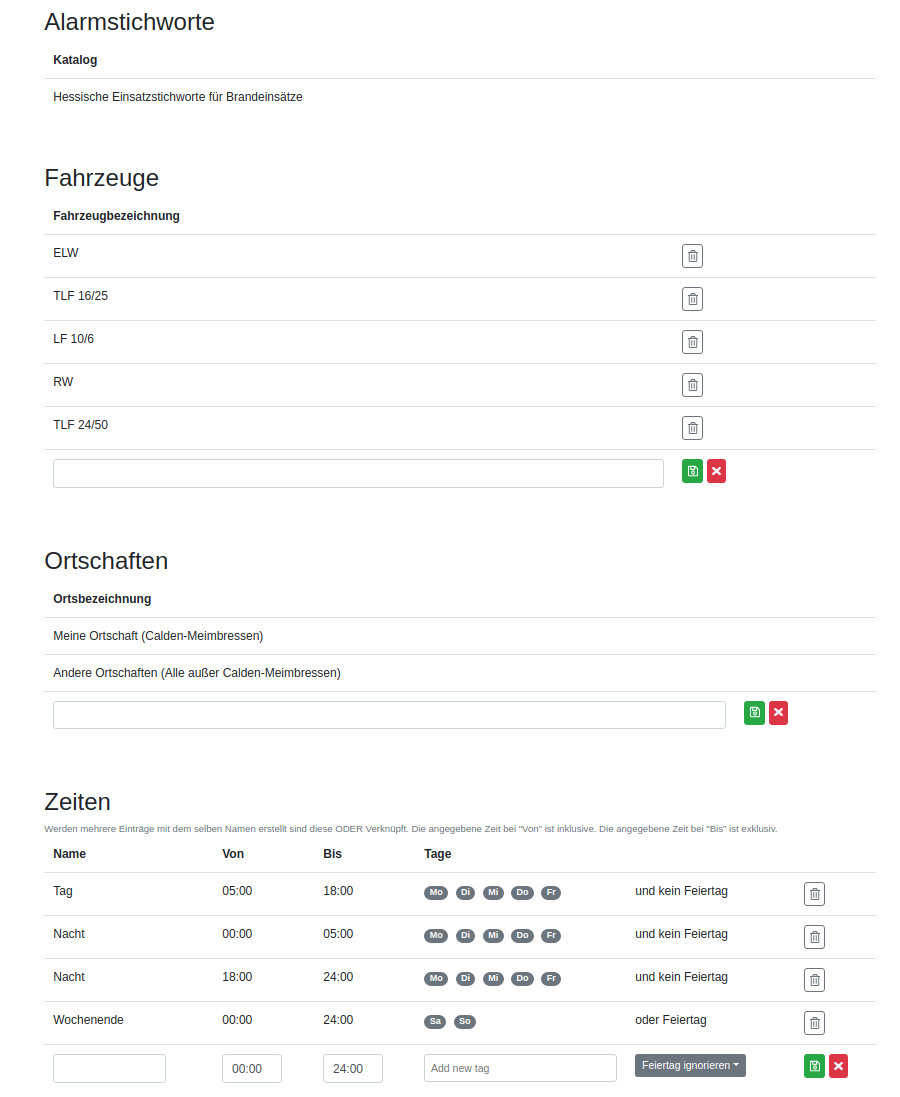 Alarmstichworte
Katalog
Hessische Einsatzstichworte für Brandeinsätze
Fahrzeuge
Fahrzeugbezeichnung
ELW
TLF 16/25
LF 10/6
RW
TLF 24/50
Ortschaften
Ortsbezeichnung
Meine Ortschaft (Calden-Meimbressen)
Andere Ortschaften (Alle außer Calden-Meimbressen)
Zeiten
Werden mehrere Einträge mit dem selben Namen erstellt sind diese ODER Verknüpft. Die angegebene Zeit bei "Von" ist inklusive. Die angegebene Zeit bei "Bis" ist exklusiv.
Name Von Bis Tage
Tag 05:00 18:00 Mo Di Mi Do Fr und kein Feiertag
Nacht 00:00 05:00 Mo Di Mi Do Fr und kein Feiertag
Nacht 18:00 24:00 Mo Di Mi Do Fr und kein Feiertag
Wochenende 00:00 24:00 Sa So oder Feiertag
00:00 24:00 Add new tag Feiertag ignorieren